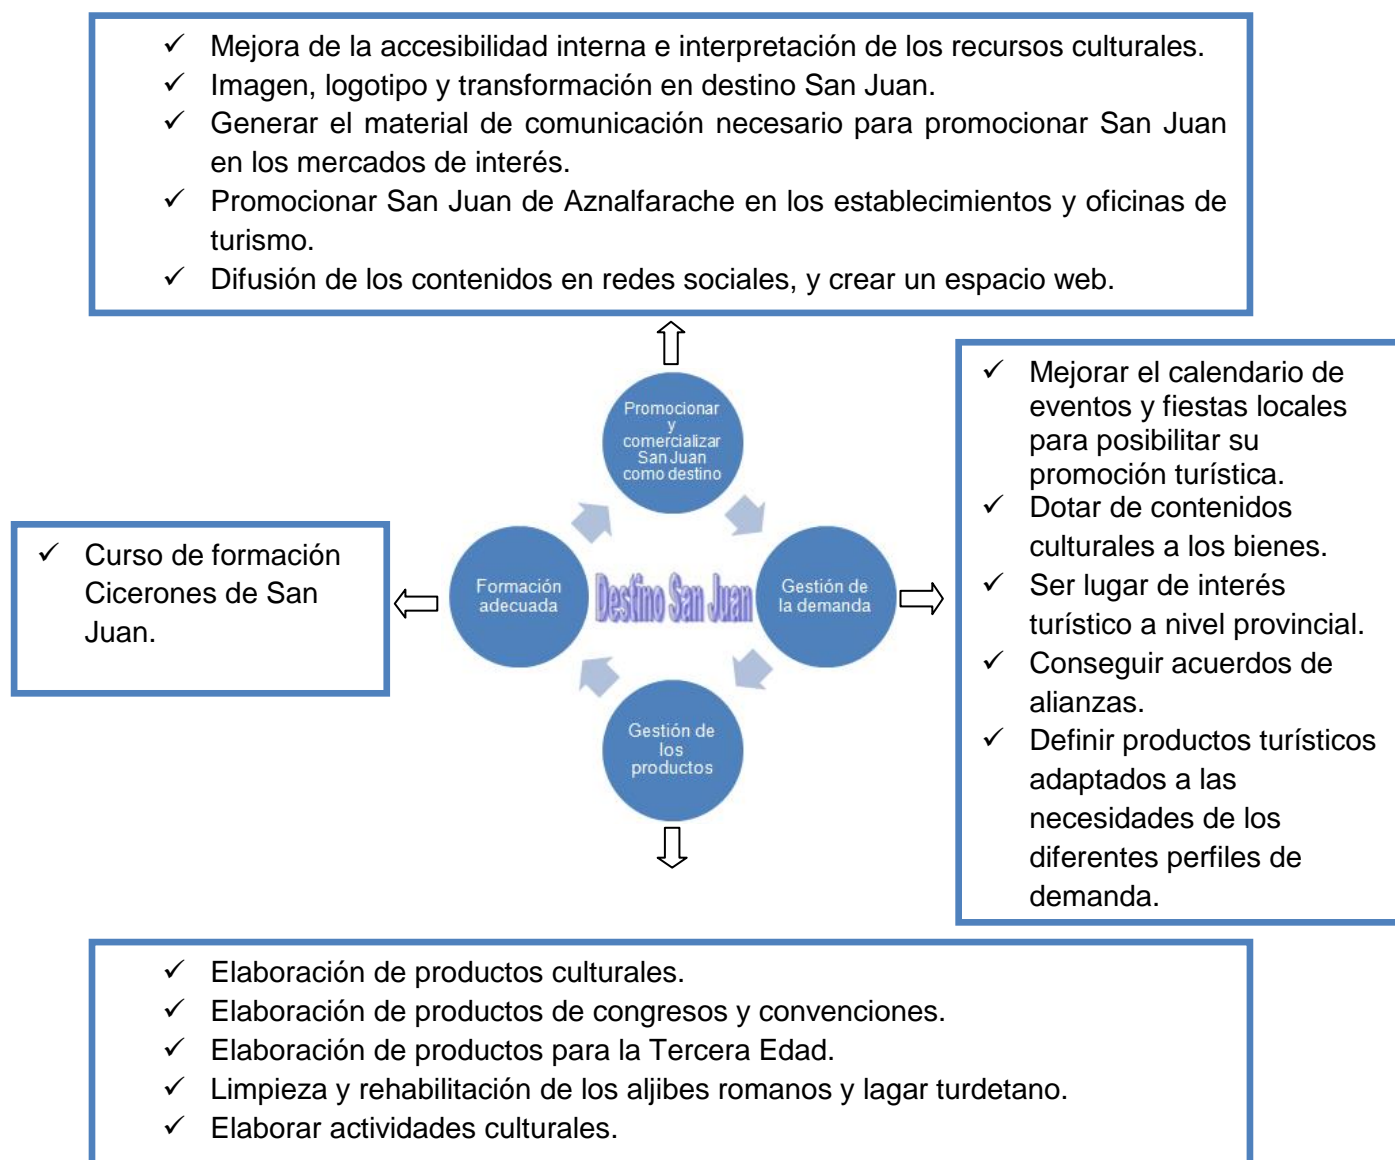 ✓ Mejora de la accesibilidad interna e interpretación de los recursos culturales.
✓ Imagen, logotipo y transformación en destino San Juan.
✓ Generar el material de comunicación necesario para promocionar San Juan
en los mercados de interés.
✓ Promocionar San Juan de Aznalfarache en los establecimientos y oficinas de
turismo.
✓ Difusión de los contenidos en redes sociales, y crear un espacio web.
Promocionar
y
comercializar
San Juan
como destino
✓ Mejorar el calendario de
eventos y fiestas locales
para posibilitar su
promoción turística.
✓ Dotar de contenidos
culturales a los bienes.
✓ Ser lugar de interés
turístico a nivel provincial.
✓ Conseguir acuerdos de
alianzas.
✓ Definir productos turísticos
adaptados a las
necesidades de los
diferentes perfiles de
demanda.
✓ Curso de formación
Cicerones de San
Juan.
Formación
adecuada
Destino San Juan
Gestión de
la demanda
Gestión de
los
productos
✓ Elaboración de productos culturales.
✓ Elaboración de productos de congresos y convenciones.
✓ Elaboración de productos para la Tercera Edad.
✓ Limpieza y rehabilitación de los aljibes romanos y lagar turdetano.
✓ Elaborar actividades culturales.